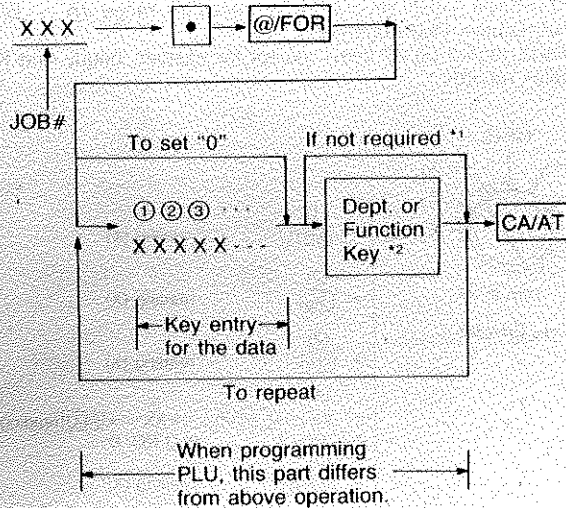 XXX • @/FOR
JOB#
To set "0"
If not required *1
①②③ ···
XXXXX---
Dept. or
Function
Key *2
CA/AT
Key entry
for the data
To repeat
When programming
PLU, this part differs
from above operation.